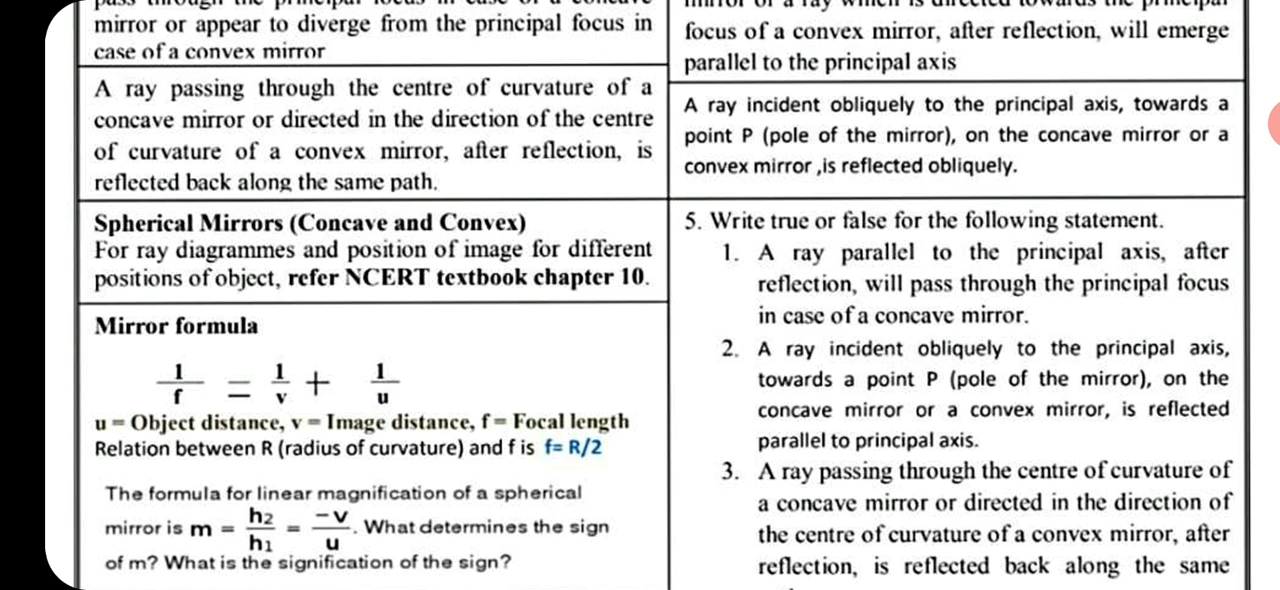 mirror or appear to diverge from the principal focus in
case of a convex mirror
A ray passing through the centre of curvature of a
concave mirror or directed in the direction of the centre
of curvature of a convex mirror, after reflection, is
reflected back along the same path.
Spherical Mirrors (Concave and Convex)
For ray diagrammes and position of image for different
positions of object, refer NCERT textbook chapter 10.
Mirror formula
1/f = 1/v + 1/u
u = Object distance, v = Image distance, f = Focal length
Relation between R (radius of curvature) and f is f= R/2
The formula for linear magnification of a spherical
mirror is m = h2/h1 = -v/u. What determines the sign
of m? What is the signification of the sign?
focus of a convex mirror, after reflection, will emerge
parallel to the principal axis
A ray incident obliquely to the principal axis, towards a
point P (pole of the mirror), on the concave mirror or a
convex mirror ,is reflected obliquely.
5. Write true or false for the following statement.
1. A ray parallel to the principal axis, after
reflection, will pass through the principal focus
in case of a concave mirror.
2. A ray incident obliquely to the principal axis,
towards a point P (pole of the mirror), on the
concave mirror or a convex mirror, is reflected
parallel to principal axis.
3. A ray passing through the centre of curvature of
a concave mirror or directed in the direction of
the centre of curvature of a convex mirror, after
reflection, is reflected back along the same